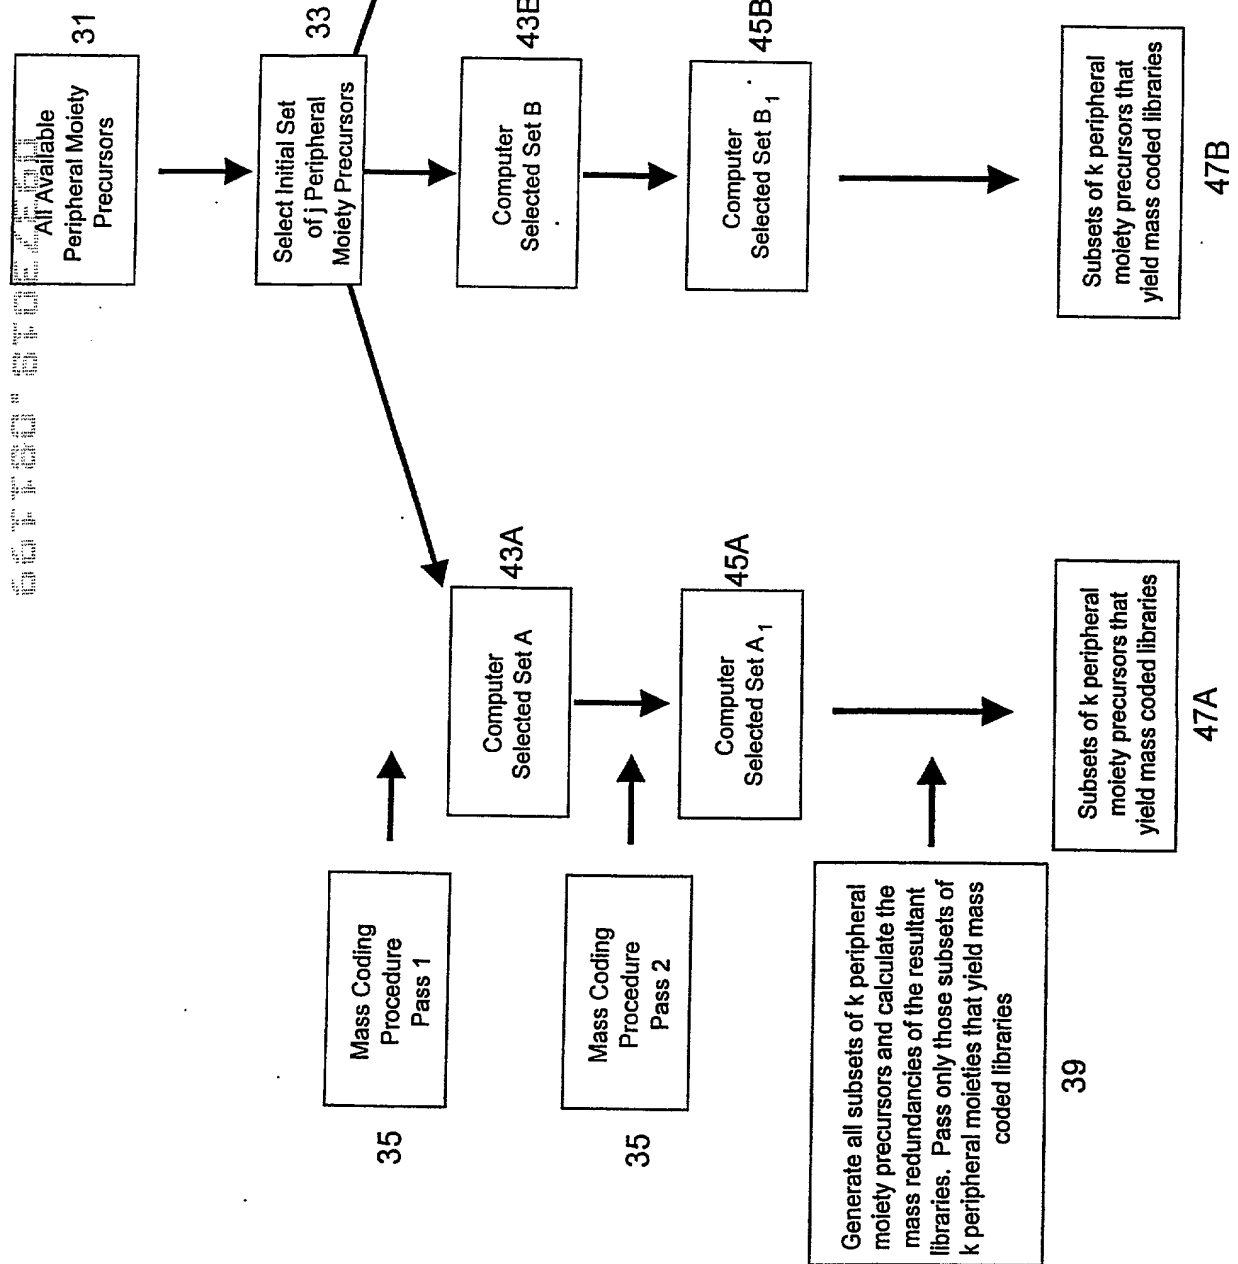 All Available
Peripheral Moiety
Precursors
31
Select Initial Set
of j Peripheral
Moiety Precursors
33
Mass Coding
Procedure
Pass 1
35
Computer
Selected Set A
43A
Computer
Selected Set B
43B
Mass Coding
Procedure
Pass 2
35
Computer
Selected Set A1
45A
Computer
Selected Set B1
45B
Generate all subsets of k peripheral
moiety precursors and calculate the
mass redundancies of the resultant
libraries. Pass only those subsets of
k peripheral moieties that yield mass
coded libraries
39
Subsets of k peripheral
moiety precursors that
yield mass coded libraries
47A
Subsets of k peripheral
moiety precursors that
yield mass coded libraries
47B